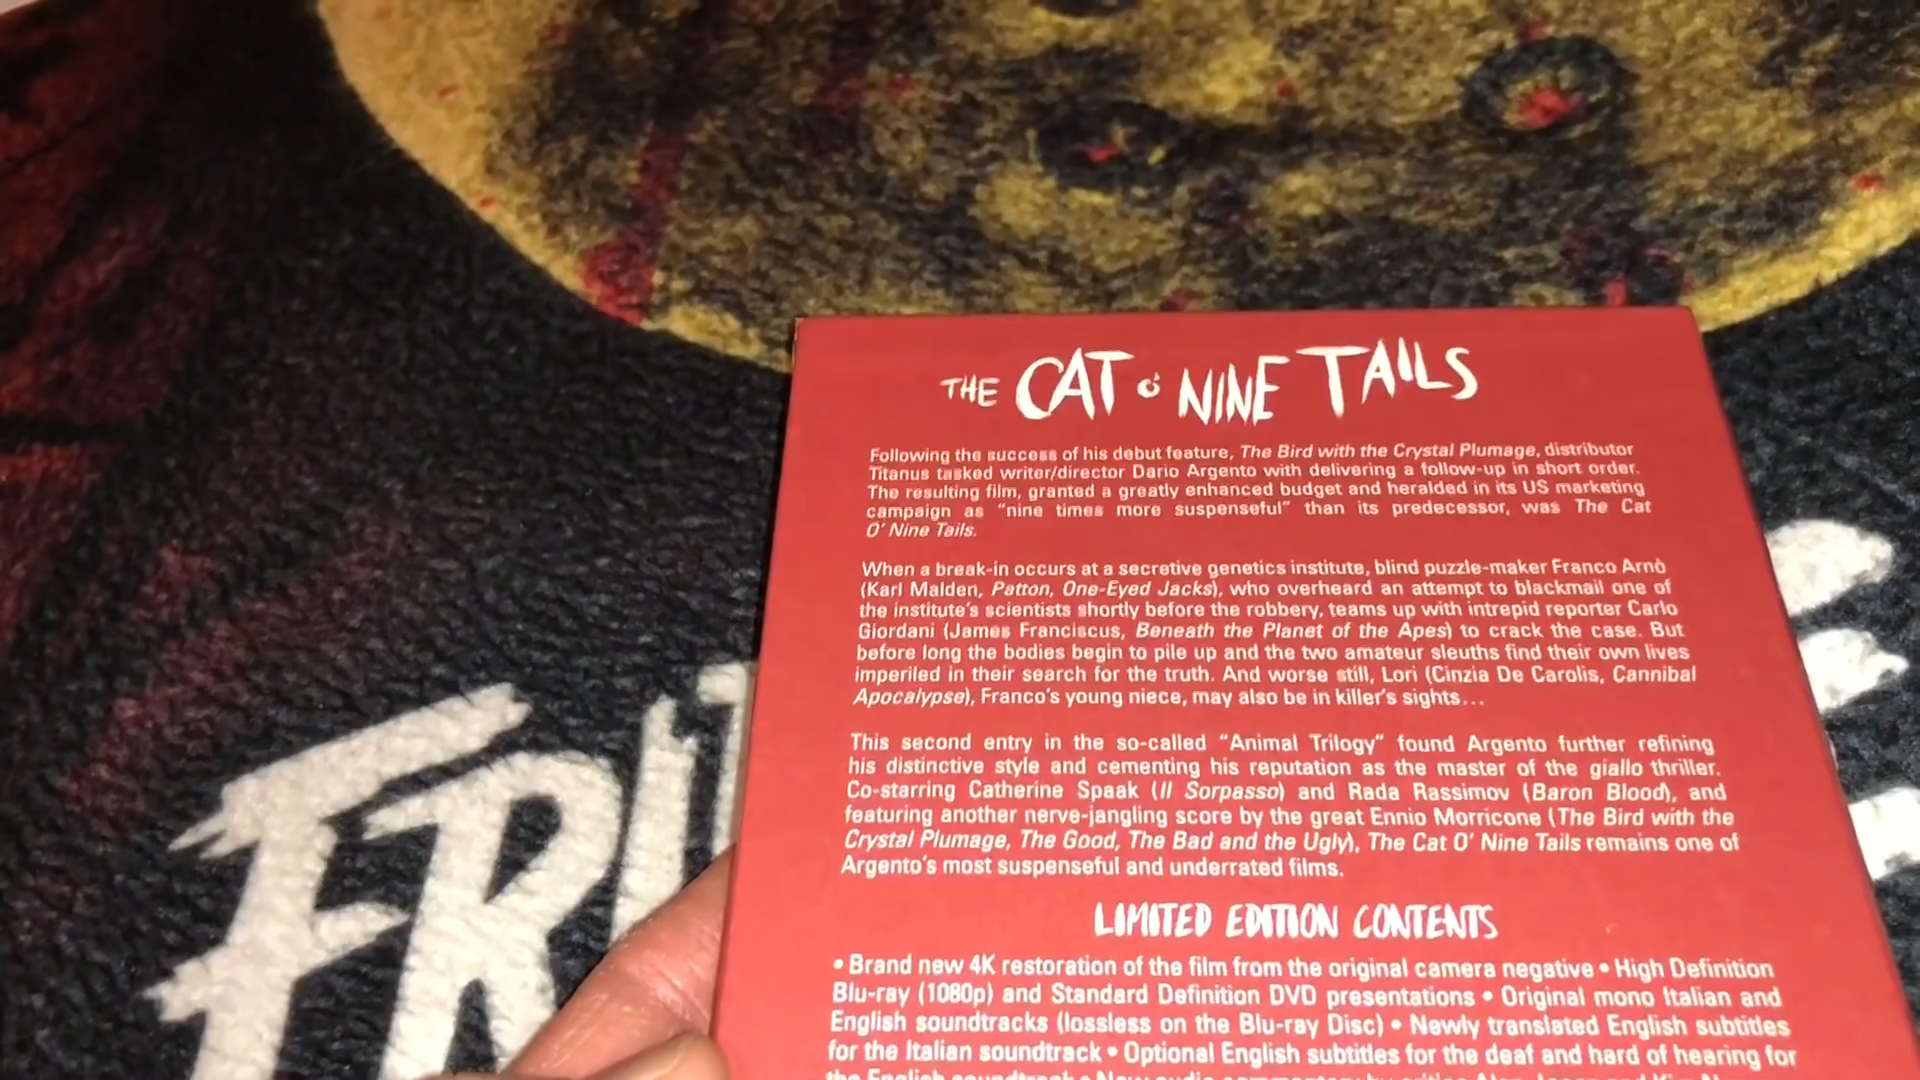 THE CAT O' NINE TAILS
Following the success of his debut feature, The Bird with the Crystal Plumage, distributor
Titanus tasked writer/director Dario Argento with delivering a follow-up in short order.
The resulting film, granted a greatly enhanced budget and heralded in its US marketing
campaign as “nine times more suspenseful” than its predecessor, was The Cat
O’ Nine Tails.
When a break-in occurs at a secretive genetics institute, blind puzzle-maker Franco Arnò
(Karl Malden, Patton, One-Eyed Jacks), who overheard an attempt to blackmail one of
the institute’s scientists shortly before the robbery, teams up with intrepid reporter Carlo
Giordani (James Franciscus, Beneath the Planet of the Apes) to crack the case. But
before long the bodies begin to pile up and the two amateur sleuths find their own lives
imperiled in their search for the truth. And worse still, Lori (Cinzia De Carolis, Cannibal
Apocalypse), Franco’s young niece, may also be in killer’s sights...
This second entry in the so-called “Animal Trilogy” found Argento further refining
his distinctive style and cementing his reputation as the master of the giallo thriller.
Co-starring Catherine Spaak (Il Sorpasso) and Rada Rassimov (Baron Blood), and
featuring another nerve-jangling score by the great Ennio Morricone (The Bird with the
Crystal Plumage, The Good, The Bad and the Ugly), The Cat O’ Nine Tails remains one of
Argento’s most suspenseful and underrated films.
LIMITED EDITION CONTENTS
• Brand new 4K restoration of the film from the original camera negative • High Definition
Blu-ray (1080p) and Standard Definition DVD presentations • Original mono Italian and
English soundtracks (lossless on the Blu-ray Disc) • Newly translated English subtitles
for the Italian soundtrack • Optional English subtitles for the deaf and hard of hearing for
the English soundtrack • New audio commentary by critics
FRI